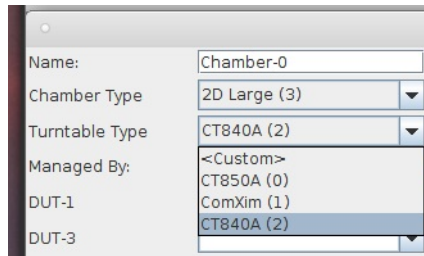 Name: Chamber-0
Chamber Type 2D Large (3)
Turntable Type CT840A (2)
Managed By: <Custom>
CT850A (0)
DUT-1 ComXim (1)
CT840A (2)
DUT-3